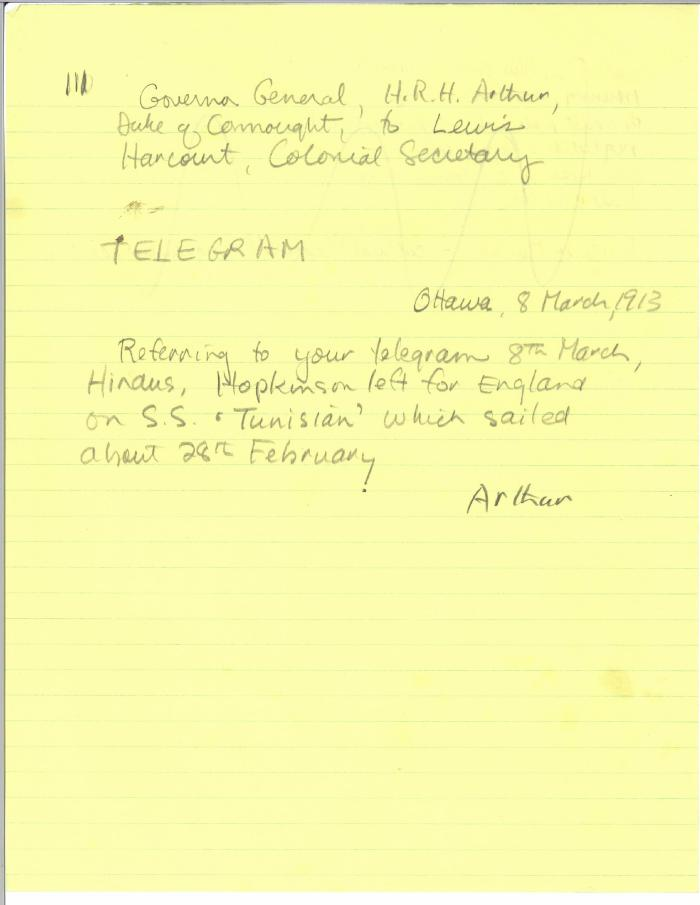 111
Governor General, H.R.H. Arthur,
Duke of Connought, to Lewis
Harcourt, Colonial Secretary
TELEGRAM
Ottawa, 8 March, 1913
Referring to your telegram 8th March,
Hindus, Hopkinson left for England
on S.S. 'Tunisian' which sailed
about 28th February.
Arthur